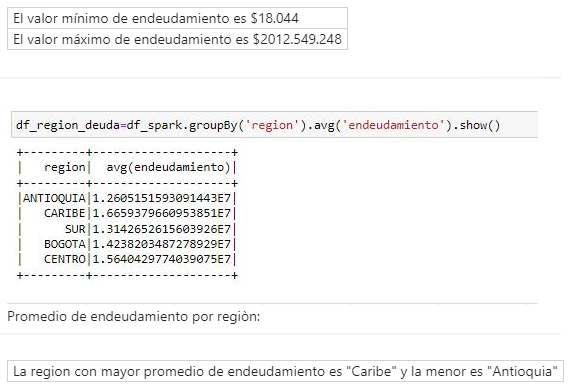 El valor mínimo de endeudamiento es $18.044
El valor máximo de endeudamiento es $2012.549.248
df_region_deuda=df_spark.groupBy('region').avg('endeudamiento').show()
+---------+--------------------+
|   region|  avg(endeudamiento)|
+---------+--------------------+
|ANTIOQUIA|1.2605151593091443E7|
|   CARIBE|1.6659379660953851E7|
|      SUR|1.3142652615603926E7|
|   BOGOTA|1.4238203487278929E7|
|   CENTRO|1.5640429774039075E7|
+---------+--------------------+
Promedio de endeudamiento por regiòn:
La region con mayor promedio de endeudamiento es "Caribe" y la menor es "Antioquia"